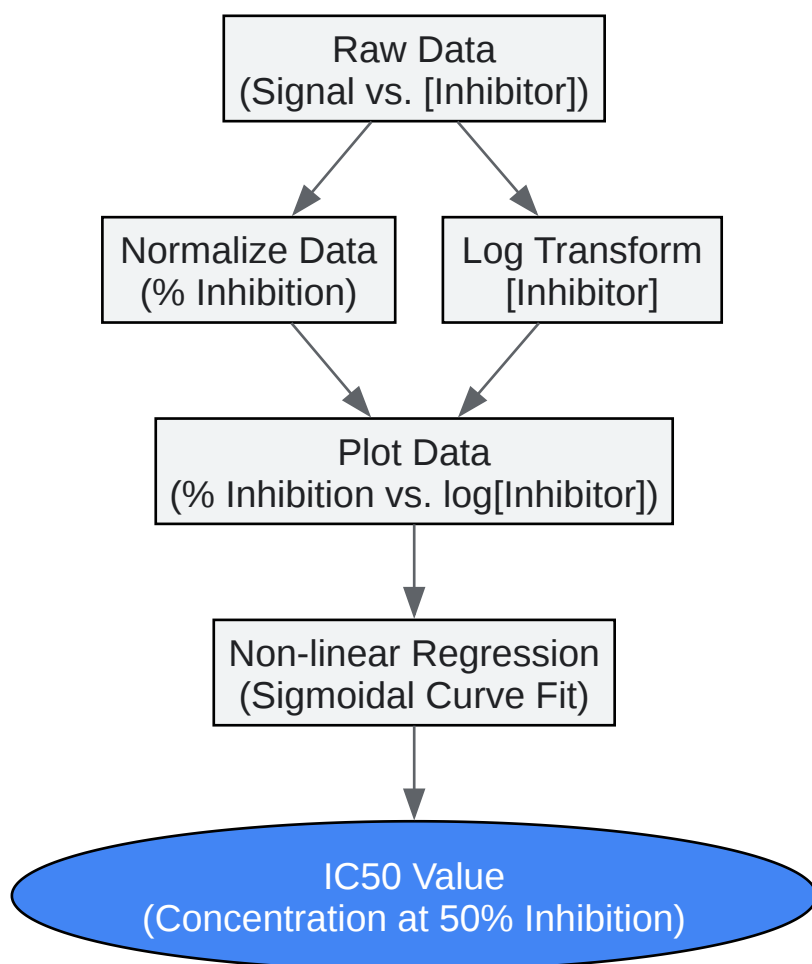 Raw Data
(Signal vs. [Inhibitor])
Normalize Data
(% Inhibition)
Log Transform
[Inhibitor]
Plot Data
(% Inhibition vs. log[Inhibitor])
Non-linear Regression
(Sigmoidal Curve Fit)
IC50 Value
(Concentration at 50% Inhibition)